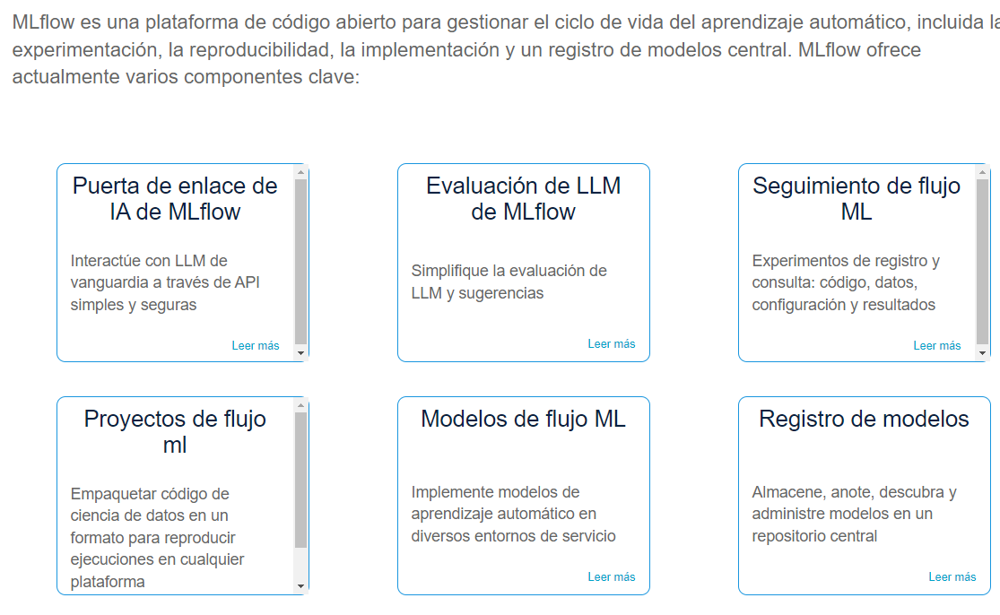 MLflow es una plataforma de código abierto para gestionar el ciclo de vida del aprendizaje automático, incluida la
experimentación, la reproducibilidad, la implementación y un registro de modelos central. MLflow ofrece
actualmente varios componentes clave:
Puerta de enlace de
IA de MLflow
Interactúe con LLM de
vanguardia a través de API
simples y seguras
Leer más
Evaluación de LLM
de MLflow
Simplifique la evaluación de
LLM y sugerencias
Leer más
Seguimiento de flujo
ML
Experimentos de registro y
consulta: código, datos,
configuración y resultados
Leer más
Proyectos de flujo
ml
Empaquetar código de
ciencia de datos en un
formato para reproducir
ejecuciones en cualquier
plataforma
Modelos de flujo ML
Implemente modelos de
aprendizaje automático en
diversos entornos de servicio
Leer más
Registro de modelos
Almacene, anote, descubra y
administre modelos en un
repositorio central
Leer más